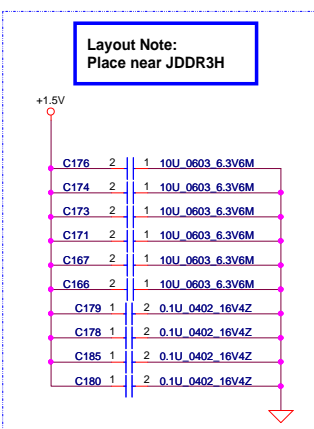 Layout Note:
Place near JDDR3H
+1.5V
C176 2 1 10U_0603_6.3V6M
C174 2 1 10U_0603_6.3V6M
C173 2 1 10U_0603_6.3V6M
C171 2 1 10U_0603_6.3V6M
C167 2 1 10U_0603_6.3V6M
C166 2 1 10U_0603_6.3V6M
C179 1 2 0.1U_0402_16V4Z
C178 1 2 0.1U_0402_16V4Z
C185 1 2 0.1U_0402_16V4Z
C180 1 2 0.1U_0402_16V4Z